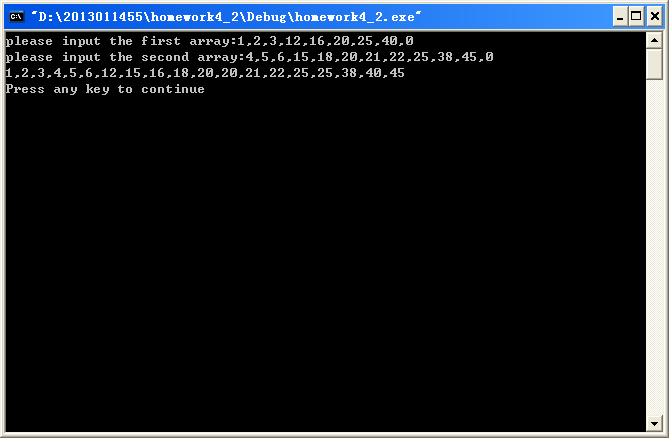 "D:\2013011455\homework4_2\Debug\homework4_2.exe"
please input the first array:1,2,3,12,16,20,25,40,0
please input the second array:4,5,6,15,18,20,21,22,25,38,45,0
1,2,3,4,5,6,12,15,16,18,20,20,21,22,25,25,38,40,45
Press any key to continue